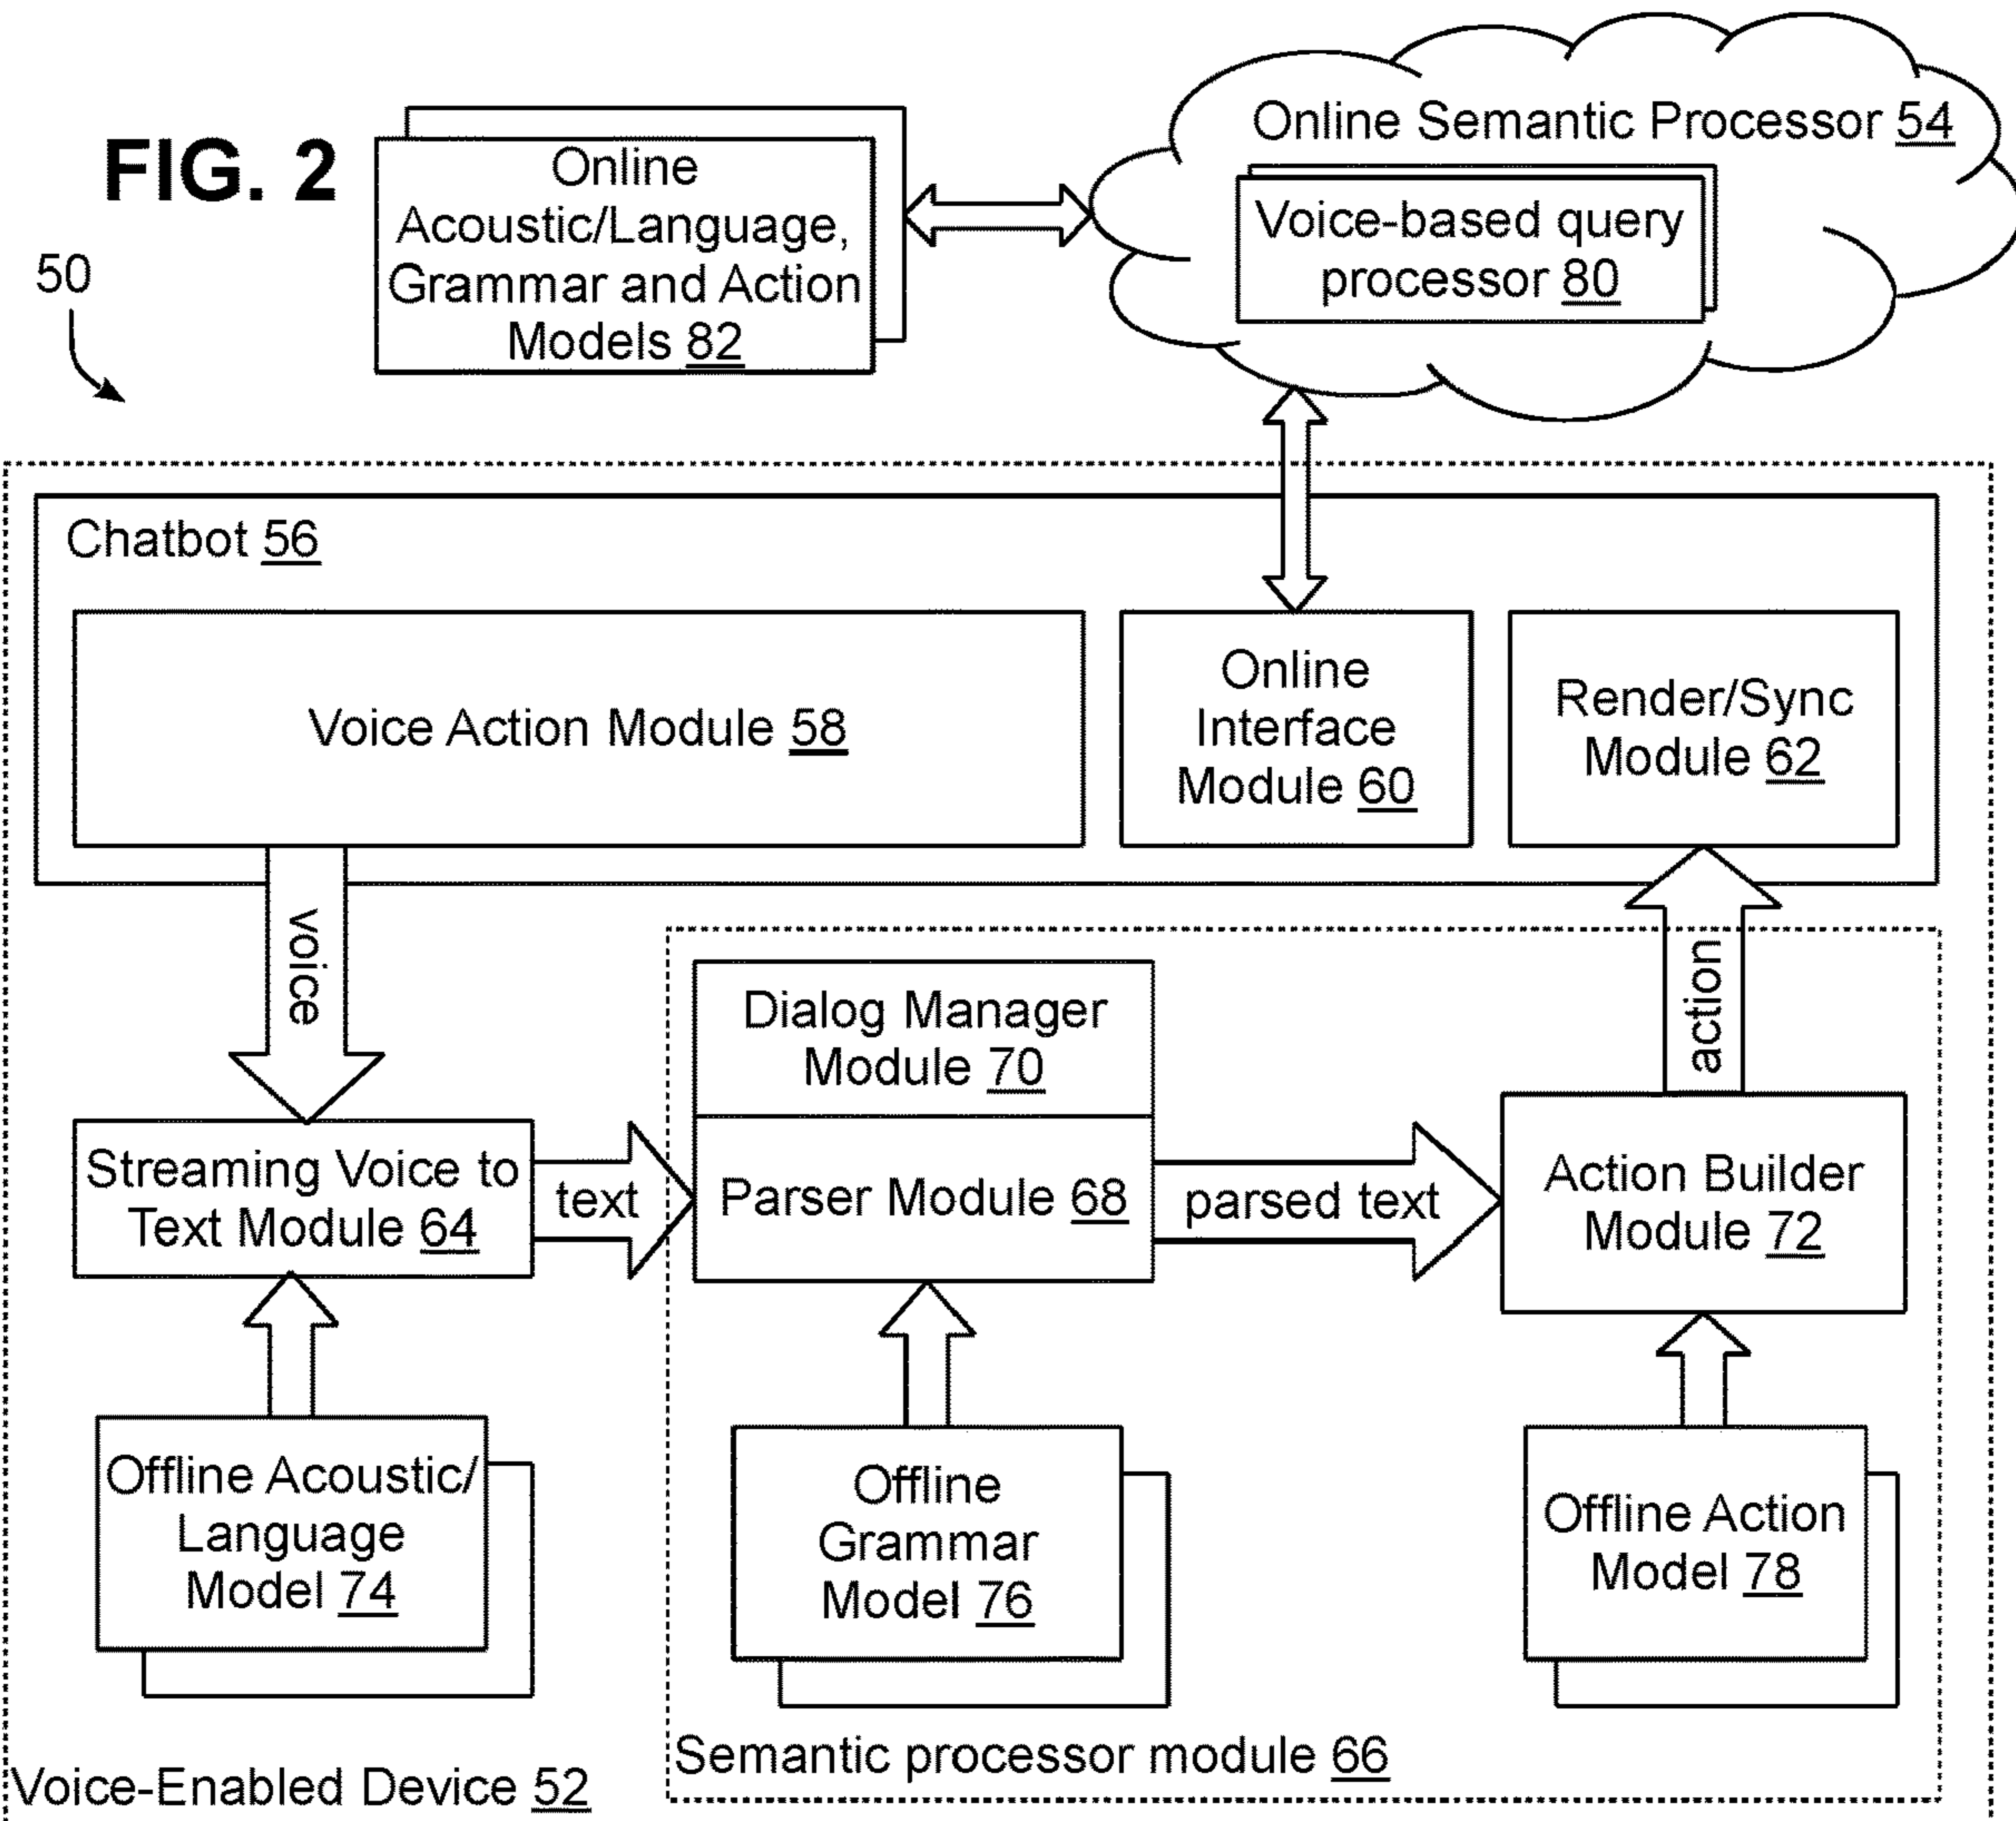 FIG. 2
50
Online
Acoustic/Language,
Grammar and Action
Models 82
Online Semantic Processor 54
Voice-based query
processor 80
Chatbot 56
Voice Action Module 58
Online
Interface
Module 60
Render/Sync
Module 62
voice
action
Dialog Manager
Module 70
Streaming Voice to
Text Module 64
text
Parser Module 68
parsed text
Action Builder
Module 72
Offline Acoustic/
Language
Model 74
Offline
Grammar
Model 76
Offline Action
Model 78
Semantic processor module 66
Voice-Enabled Device 52